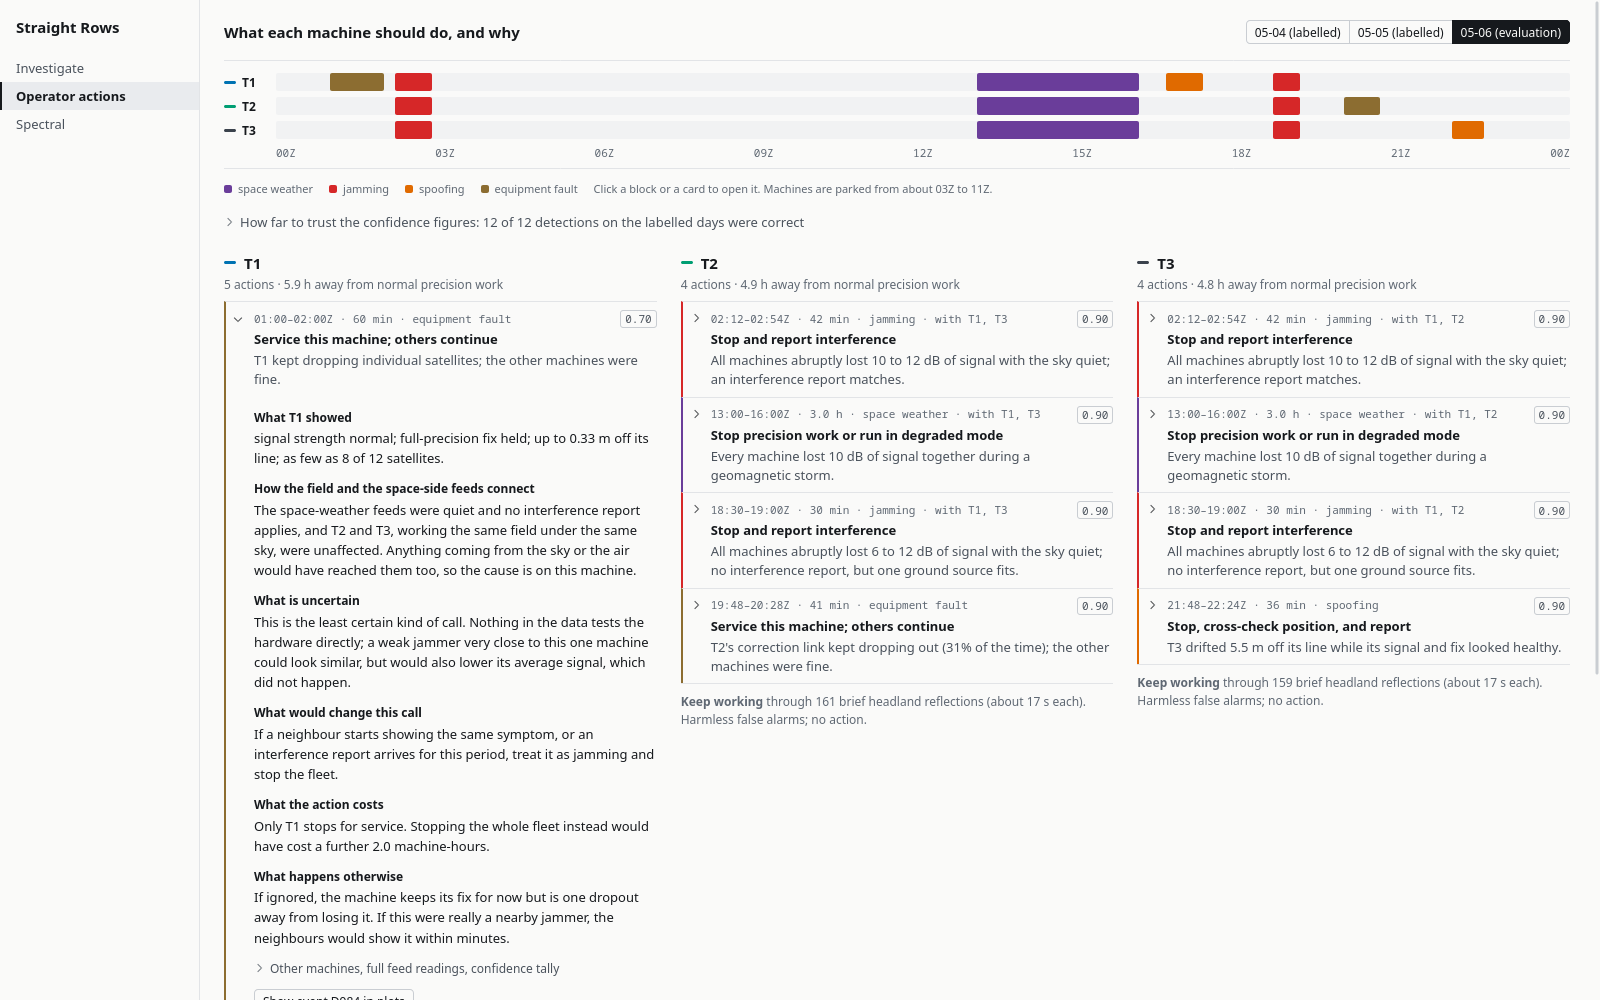 Straight Rows
Investigate
Operator actions
Spectral
What each machine should do, and why
05-04 (labelled)
05-05 (labelled)
05-06 (evaluation)
T1
T2
T3
00Z
03Z
06Z
09Z
12Z
15Z
18Z
21Z
00Z
space weather
jamming
spoofing
equipment fault
Click a block or a card to open it. Machines are parked from about 03Z to 11Z.
How far to trust the confidence figures: 12 of 12 detections on the labelled days were correct
T1
5 actions · 5.9 h away from normal precision work
01:00–02:00Z · 60 min · equipment fault
0.70
Service this machine; others continue
T1 kept dropping individual satellites; the other machines were
fine.
What T1 showed
signal strength normal; full-precision fix held; up to 0.33 m off its
line; as few as 8 of 12 satellites.
How the field and the space-side feeds connect
The space-weather feeds were quiet and no interference report
applies, and T2 and T3, working the same field under the same
sky, were unaffected. Anything coming from the sky or the air
would have reached them too, so the cause is on this machine.
What is uncertain
This is the least certain kind of call. Nothing in the data tests the
hardware directly; a weak jammer very close to this one machine
could look similar, but would also lower its average signal, which
did not happen.
What would change this call
If a neighbour starts showing the same symptom, or an
interference report arrives for this period, treat it as jamming and
stop the fleet.
What the action costs
Only T1 stops for service. Stopping the whole fleet instead would
have cost a further 2.0 machine-hours.
What happens otherwise
If ignored, the machine keeps its fix for now but is one dropout
away from losing it. If this were really a nearby jammer, the
neighbours would show it within minutes.
Other machines, full feed readings, confidence tally
Show event D084 in plots
T2
4 actions · 4.9 h away from normal precision work
02:12–02:54Z · 42 min · jamming · with T1, T3
0.90
Stop and report interference
All machines abruptly lost 10 to 12 dB of signal with the sky quiet;
an interference report matches.
13:00–16:00Z · 3.0 h · space weather · with T1, T3
0.90
Stop precision work or run in degraded mode
Every machine lost 10 dB of signal together during a
geomagnetic storm.
18:30–19:00Z · 30 min · jamming · with T1, T3
0.90
Stop and report interference
All machines abruptly lost 6 to 12 dB of signal with the sky quiet;
no interference report, but one ground source fits.
19:48–20:28Z · 41 min · equipment fault
0.90
Service this machine; others continue
T2's correction link kept dropping out (31% of the time); the other
machines were fine.
Keep working through 161 brief headland reflections (about 17 s each).
Harmless false alarms; no action.
T3
4 actions · 4.8 h away from normal precision work
02:12–02:54Z · 42 min · jamming · with T1, T2
0.90
Stop and report interference
All machines abruptly lost 10 to 12 dB of signal with the sky quiet;
an interference report matches.
13:00–16:00Z · 3.0 h · space weather · with T1, T2
0.90
Stop precision work or run in degraded mode
Every machine lost 10 dB of signal together during a
geomagnetic storm.
18:30–19:00Z · 30 min · jamming · with T1, T2
0.90
Stop and report interference
All machines abruptly lost 6 to 12 dB of signal with the sky quiet;
no interference report, but one ground source fits.
21:48–22:24Z · 36 min · spoofing
0.90
Stop, cross-check position, and report
T3 drifted 5.5 m off its line while its signal and fix looked healthy.
Keep working through 159 brief headland reflections (about 17 s each).
Harmless false alarms; no action.